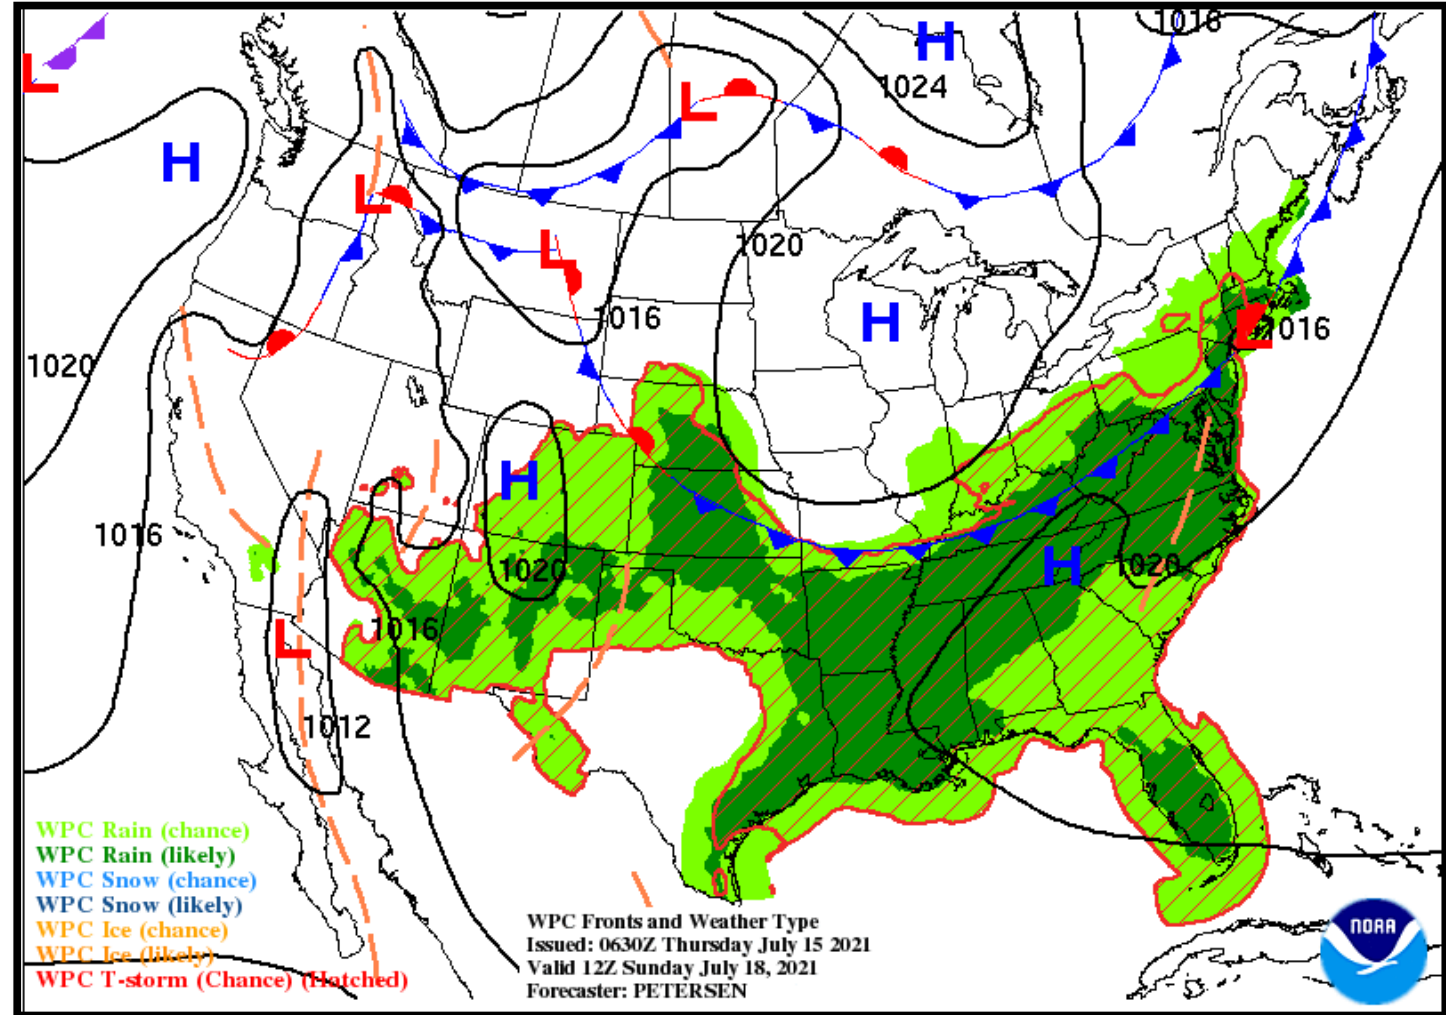 1016
L
H
1024
H
L
L
L
1020
H
1016
L
1016
1020
H
1016
H
1020
1020
1016
L
1012
WPC Rain (chance)
WPC Rain (likely)
WPC Snow (chance)
WPC Snow (likely)
WPC Ice (chance)
WPC Ice (likely)
WPC T-storm (Chance) (Hatched)
WPC Fronts and Weather Type
Issued: 0630Z Thursday July 15 2021
Valid 12Z Sunday July 18, 2021
Forecaster: PETERSEN
NOAA